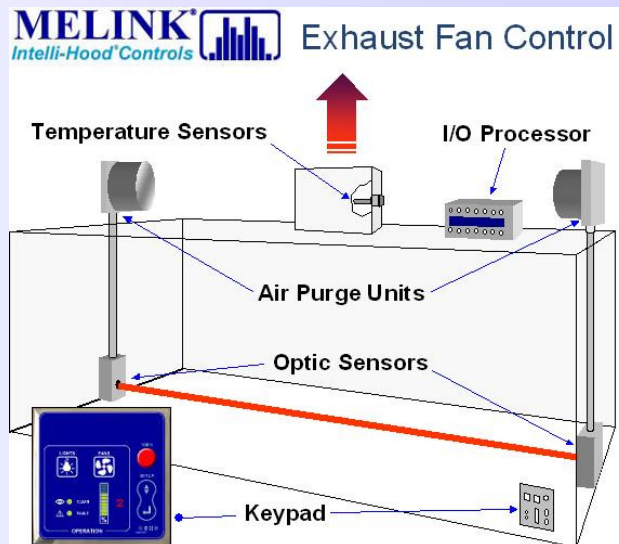 MELINK®
Intelli-Hood®Controls
Exhaust Fan Control
Temperature Sensors
I/O Processor
Air Purge Units
Optic Sensors
LIGHTS
FANS
2
OPERATION
Keypad